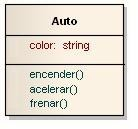 Auto
color: string
encender()
acelerar()
frenar()